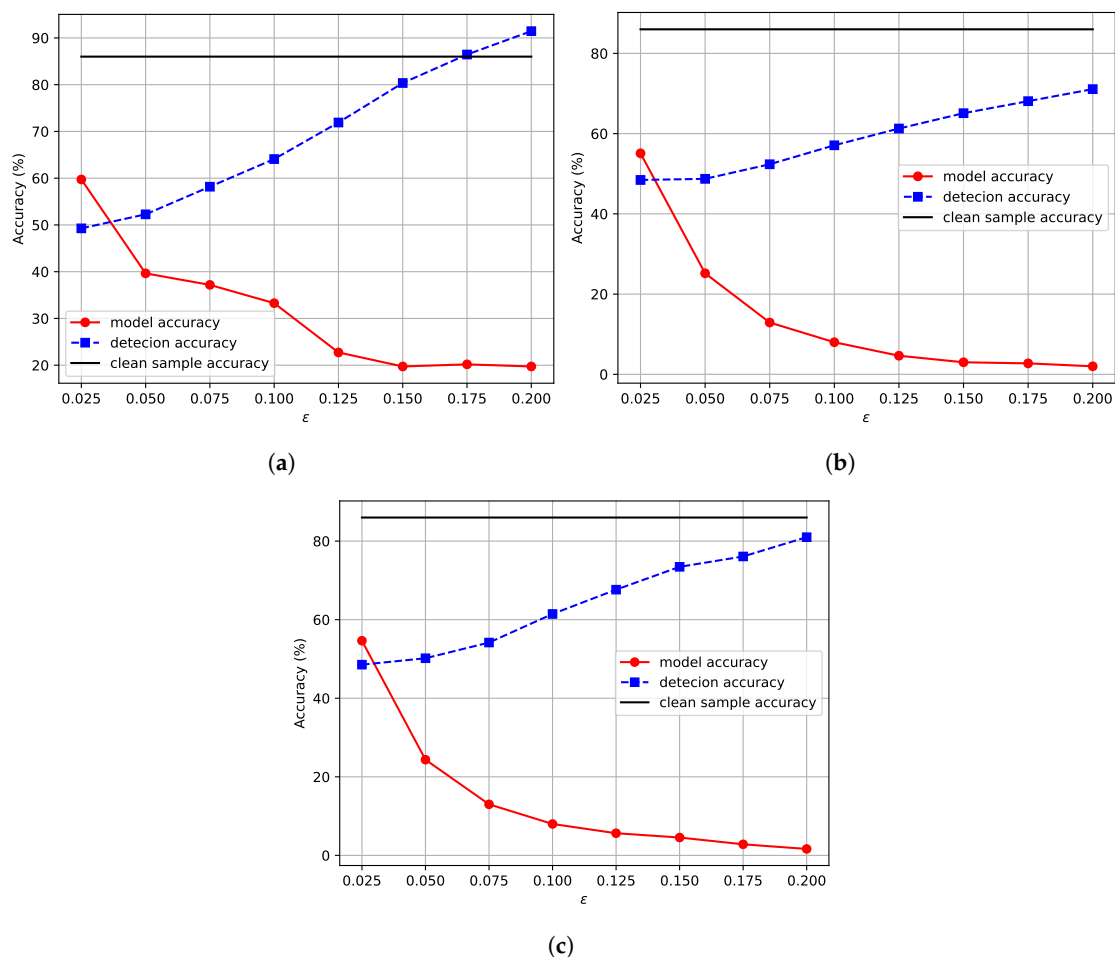 90
80
70
60
50
40
30
20
Accuracy (%)
model accuracy
detecion accuracy
clean sample accuracy
0.025 0.050 0.075 0.100 0.125 0.150 0.175 0.200
ε
(a)
80
60
40
20
0
Accuracy (%)
model accuracy
detecion accuracy
clean sample accuracy
0.025 0.050 0.075 0.100 0.125 0.150 0.175 0.200
ε
(b)
80
60
40
20
0
Accuracy (%)
model accuracy
detecion accuracy
clean sample accuracy
0.025 0.050 0.075 0.100 0.125 0.150 0.175 0.200
ε
(c)